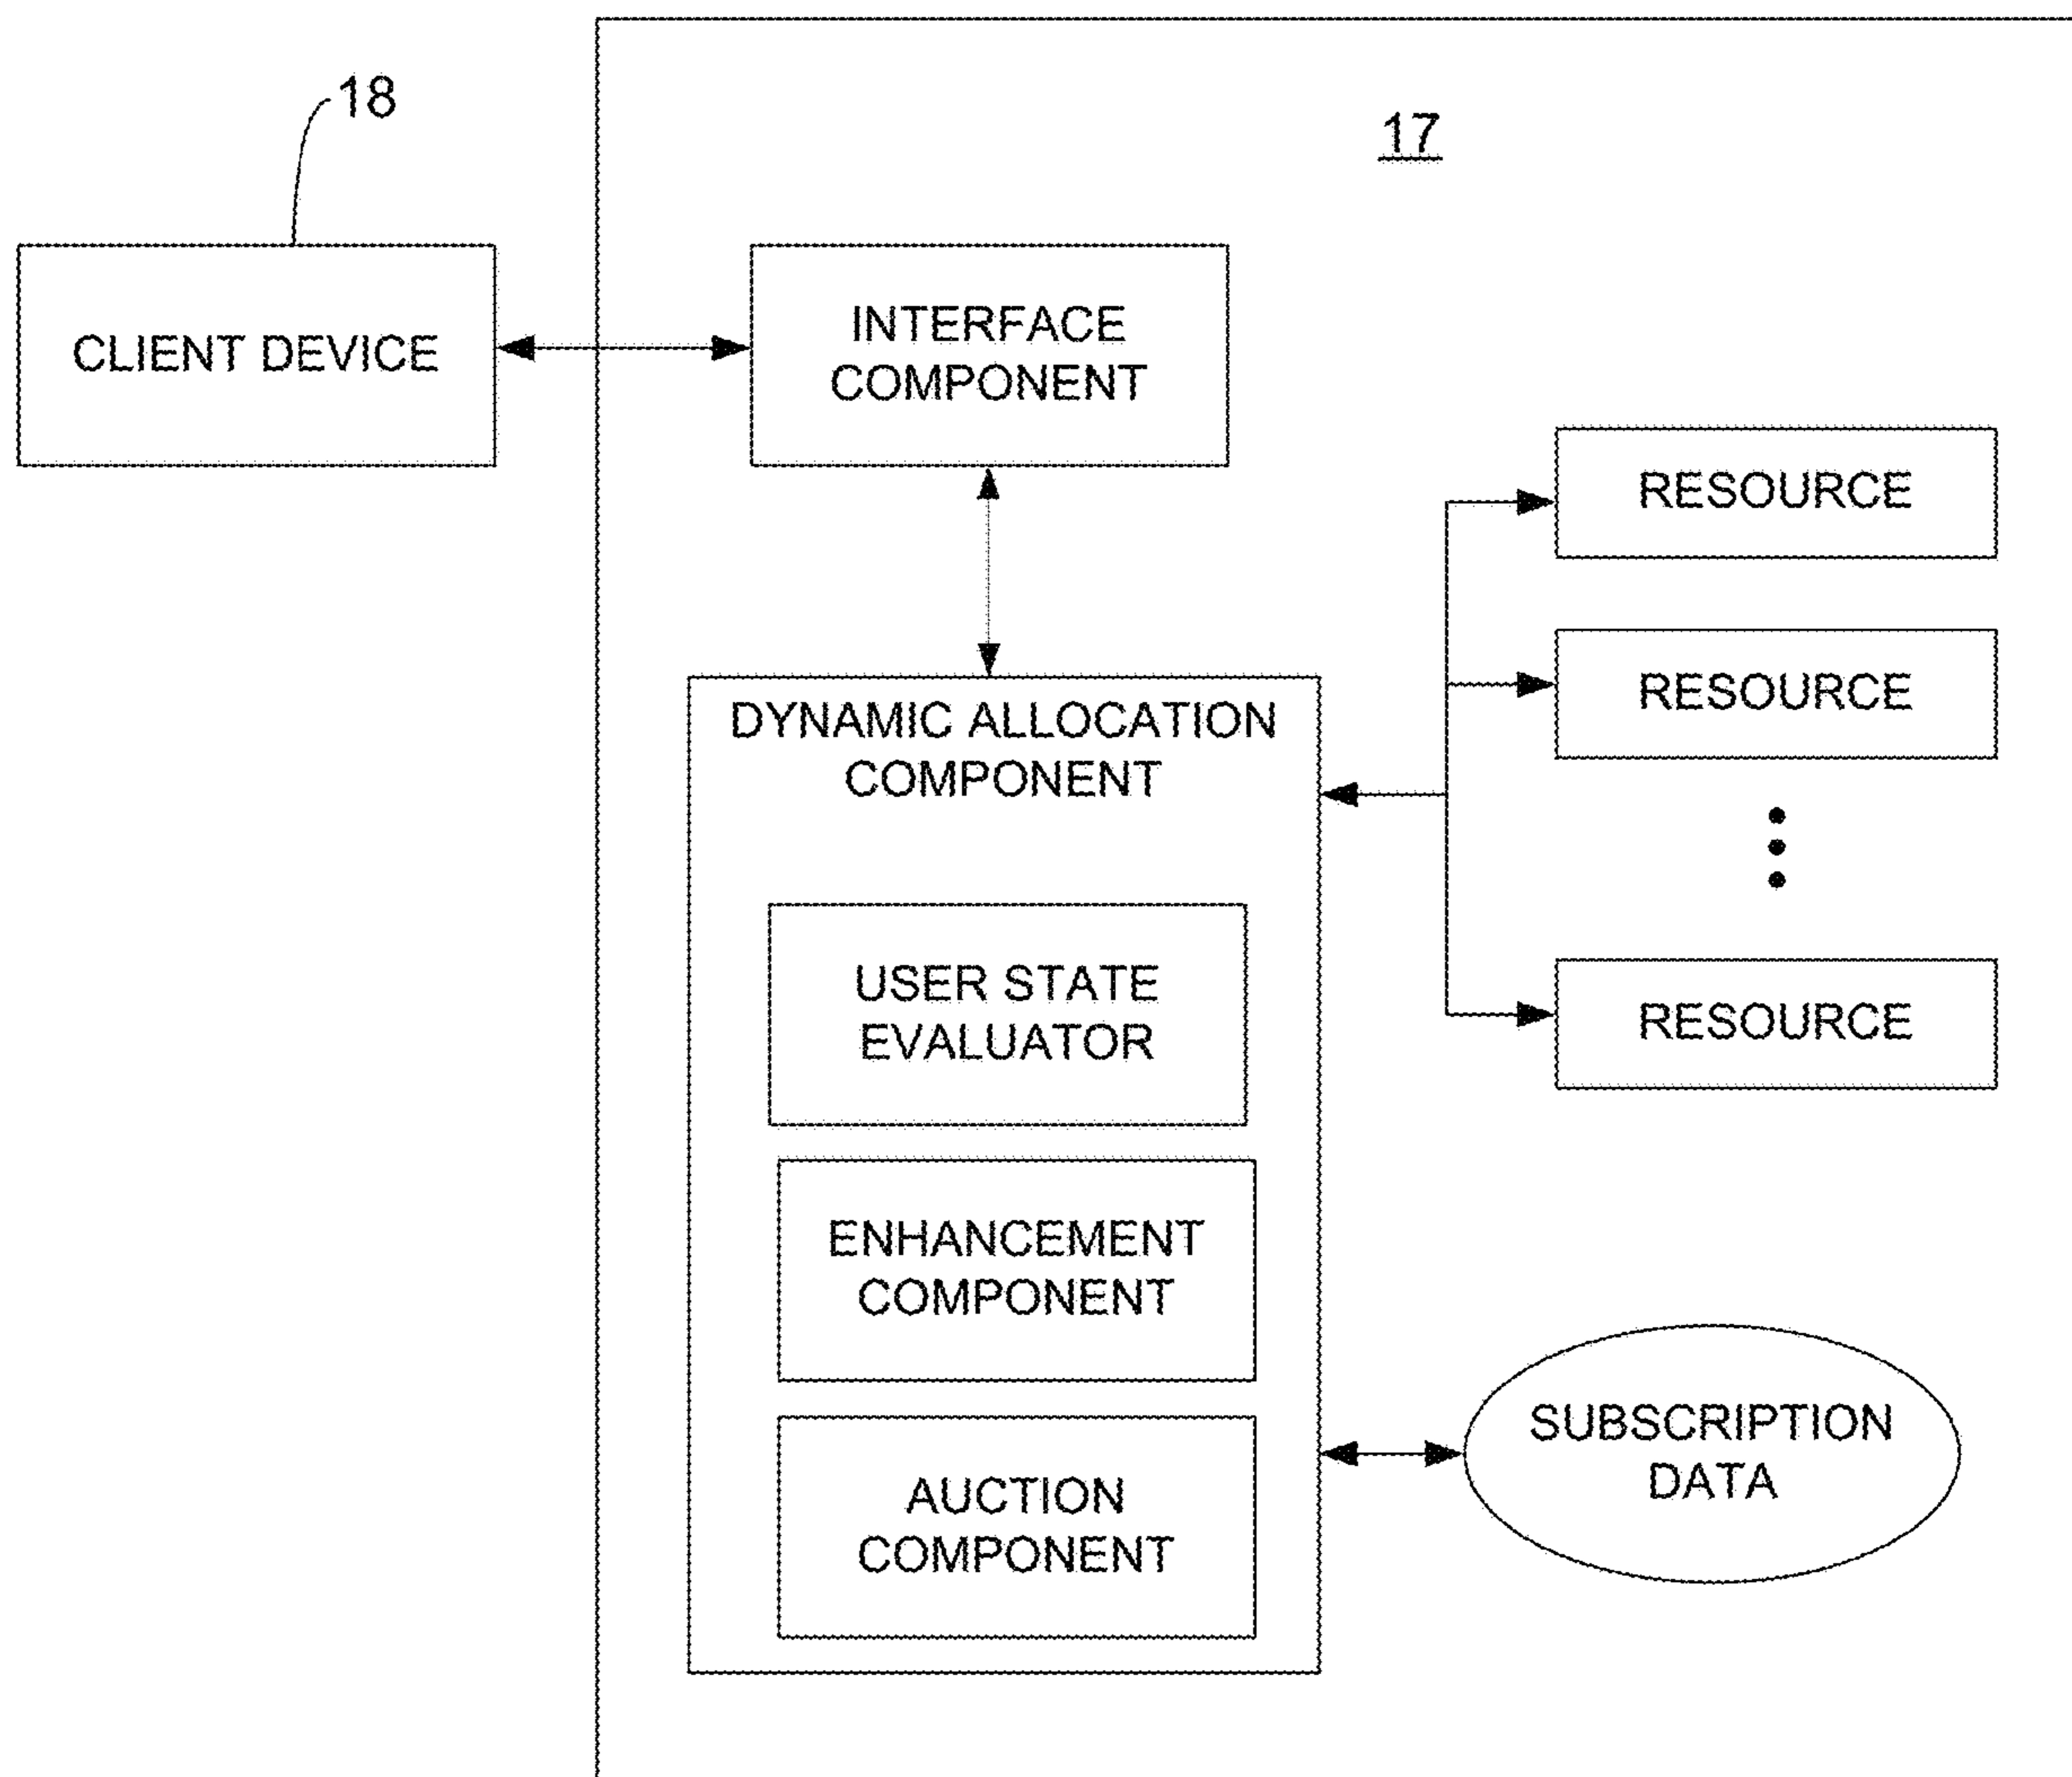 18
17
CLIENT DEVICE
INTERFACE
COMPONENT
RESOURCE
RESOURCE
DYNAMIC ALLOCATION
COMPONENT
USER STATE
EVALUATOR
RESOURCE
ENHANCEMENT
COMPONENT
SUBSCRIPTION
DATA
AUCTION
COMPONENT